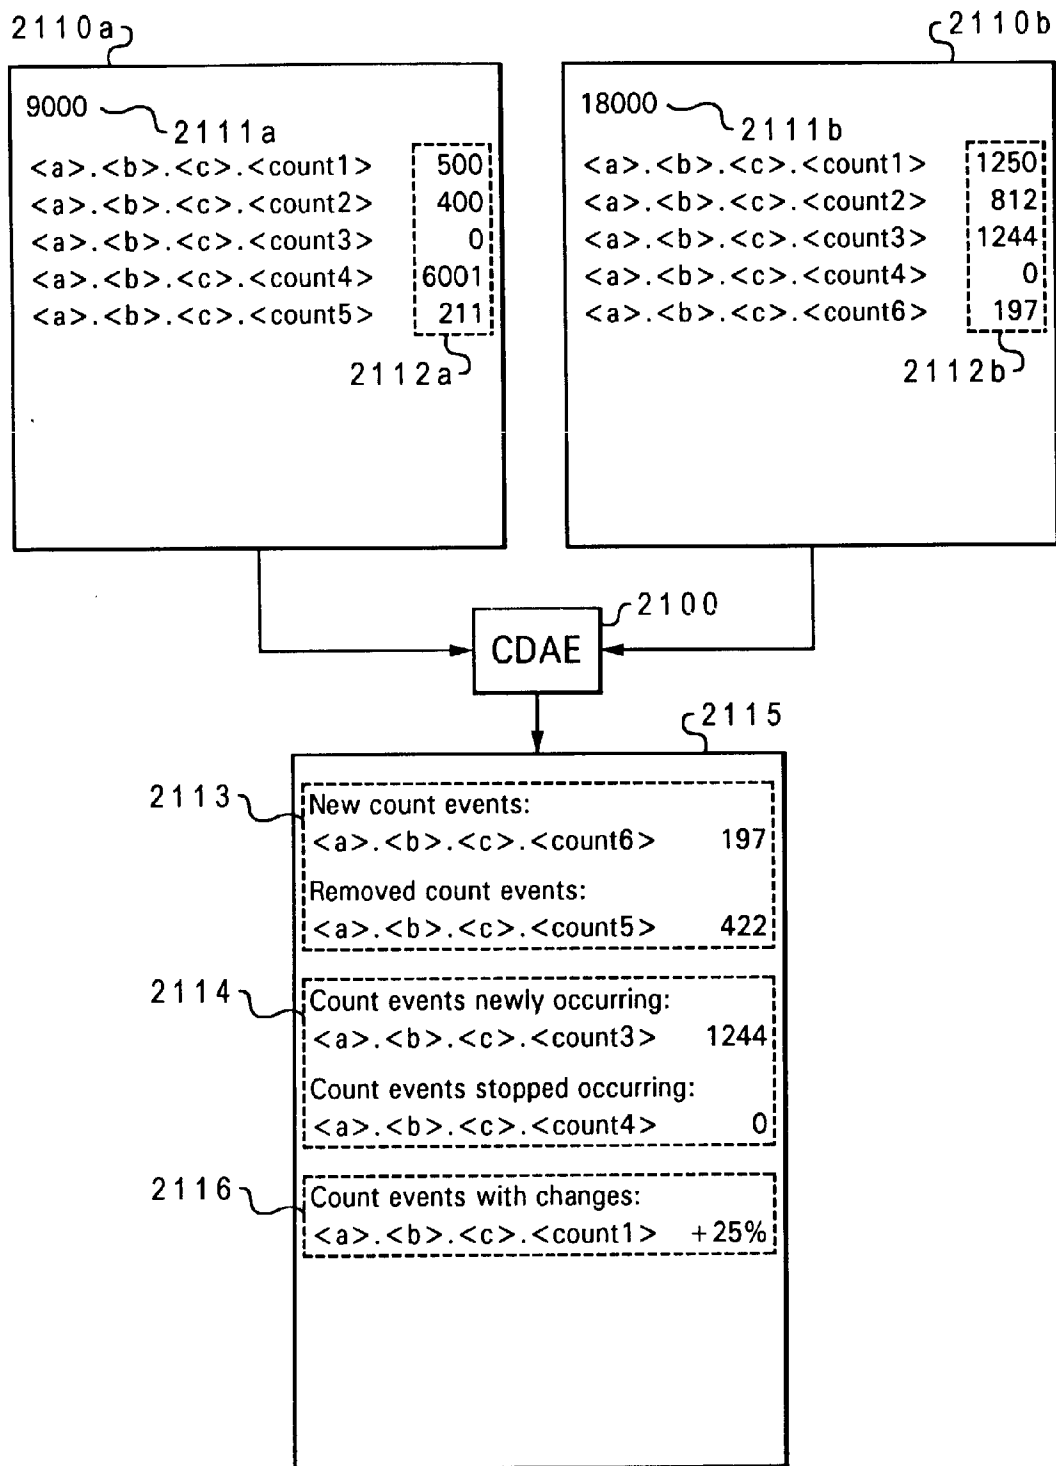 2110a
2110b
9000
2111a
<a>.<b>.<c>.<count1> 500
<a>.<b>.<c>.<count2> 400
<a>.<b>.<c>.<count3> 0
<a>.<b>.<c>.<count4> 6001
<a>.<b>.<c>.<count5> 211
2112a
18000
2111b
<a>.<b>.<c>.<count1> 1250
<a>.<b>.<c>.<count2> 812
<a>.<b>.<c>.<count3> 1244
<a>.<b>.<c>.<count4> 0
<a>.<b>.<c>.<count6> 197
2112b
2100
CDAE
2115
2113
New count events:
<a>.<b>.<c>.<count6> 197
Removed count events:
<a>.<b>.<c>.<count5> 422
2114
Count events newly occurring:
<a>.<b>.<c>.<count3> 1244
Count events stopped occurring:
<a>.<b>.<c>.<count4> 0
2116
Count events with changes:
<a>.<b>.<c>.<count1> +25%